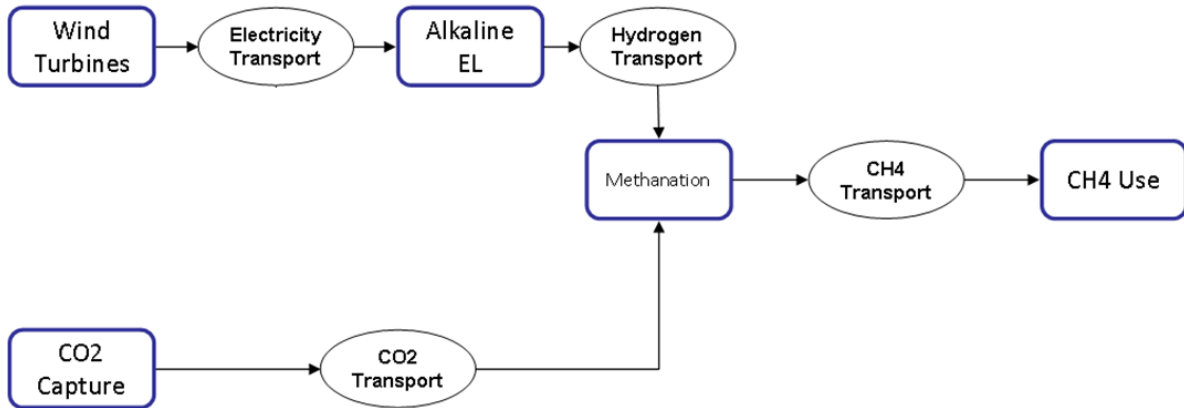 Wind
Turbines
Electricity
Transport
Alkaline
EL
Hydrogen
Transport
Methanation
CH4
Transport
CH4 Use
CO2
Capture
CO2
Transport